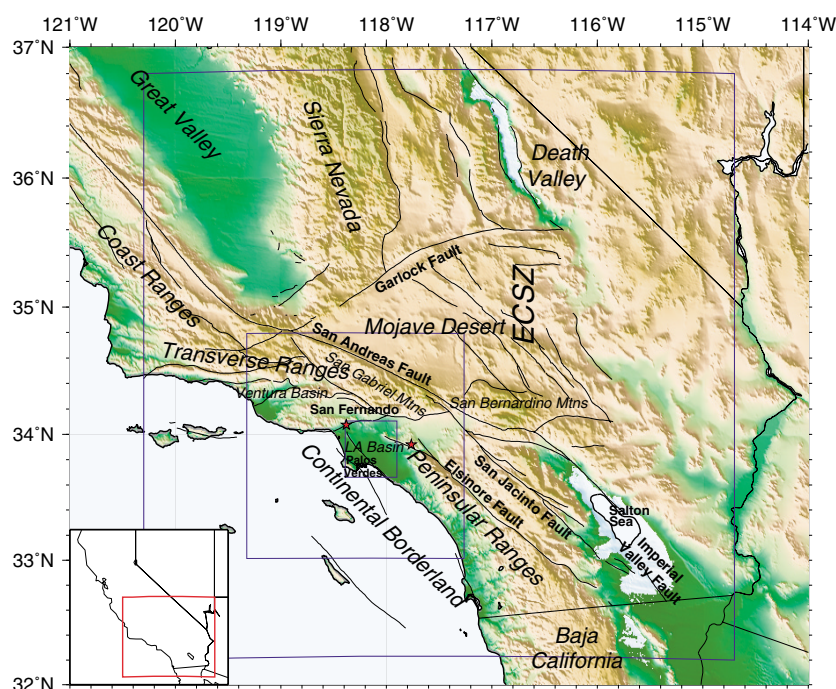 121°W 120°W 119°W 118°W 117°W 116°W 115°W 114°W
37°N
Great Valley
Sierra Nevada
Death
Valley
36°N
Coast Ranges
Garlock Fault
ECSZ
35°N
Mojave Desert
San Andreas Fault
Transverse Ranges
San Gabriel Mtns
Ventura Basin
San Bernardino Mtns
San Fernando
34°N
LA Basin
Palos
Verdes
Continental Borderland
Peninsular Ranges
Elsinore Fault
San Jacinto Fault
Salton
Sea
Imperial
Valley Fault
33°N
Baja
California
32°N